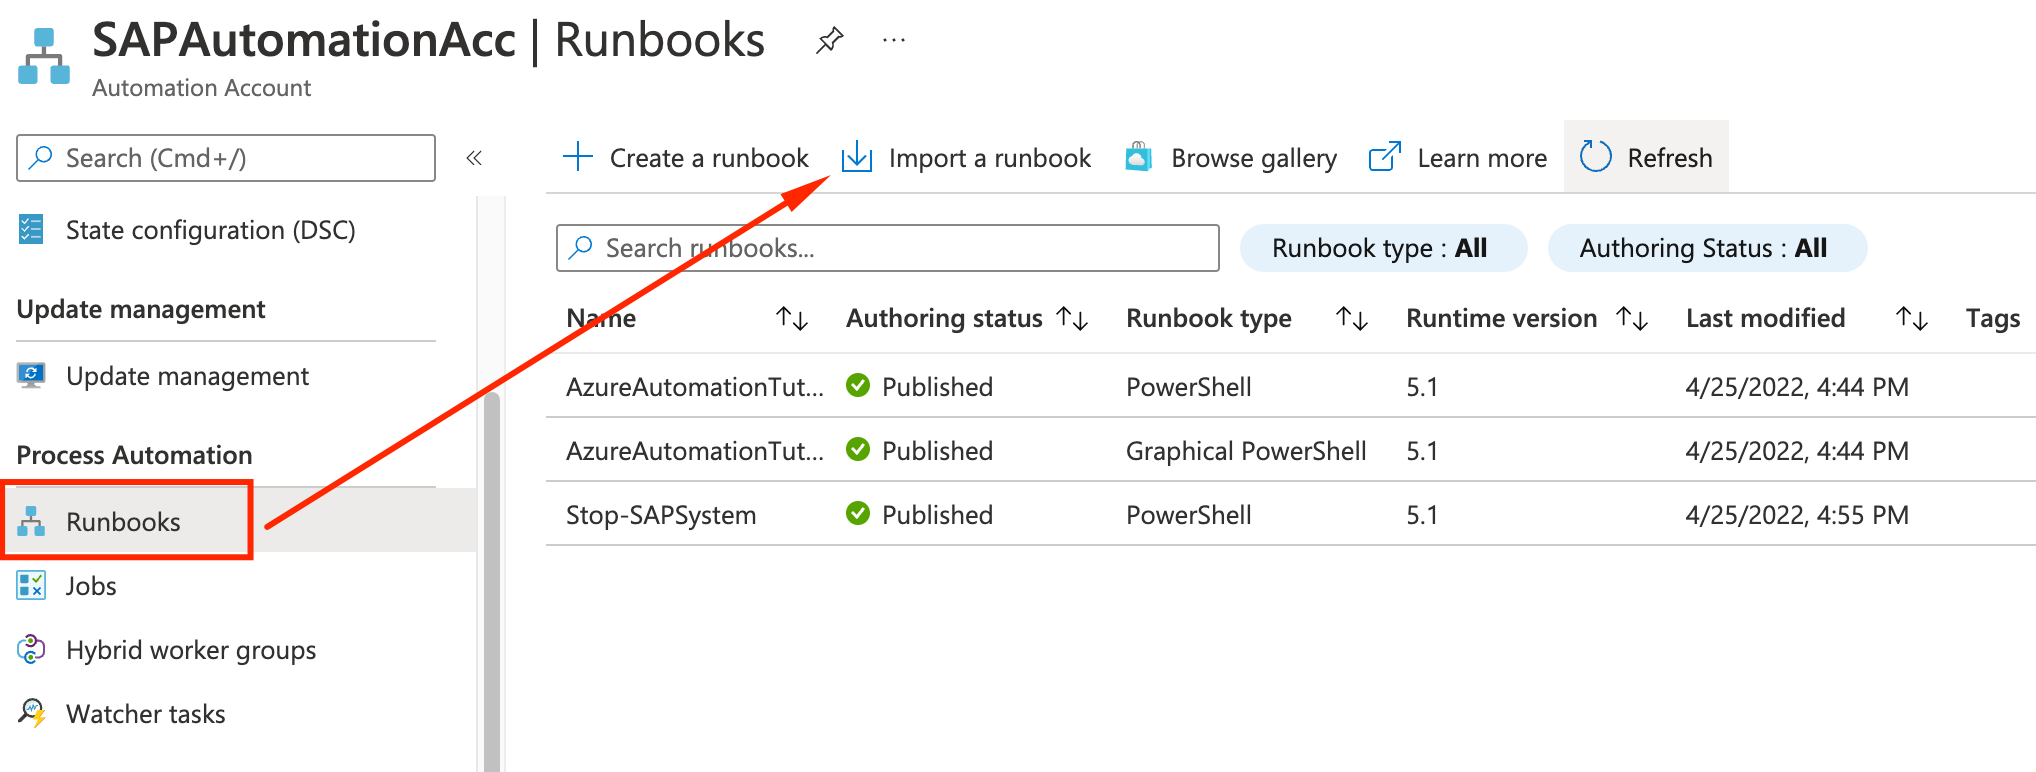 SAPAutomationAcc | Runbooks
Automation Account
Search (Cmd+/)
State configuration (DSC)
Update management
Update management
Process Automation
Runbooks
Jobs
Hybrid worker groups
Watcher tasks
Create a runbook Import a runbook Browse gallery Learn more Refresh
Search runbooks... Runbook type : All Authoring Status : All
Name Authoring status Runbook type Runtime version Last modified Tags
AzureAutomationTut... Published PowerShell 5.1 4/25/2022, 4:44 PM
AzureAutomationTut... Published Graphical PowerShell 5.1 4/25/2022, 4:44 PM
Stop-SAPSystem Published PowerShell 5.1 4/25/2022, 4:55 PM